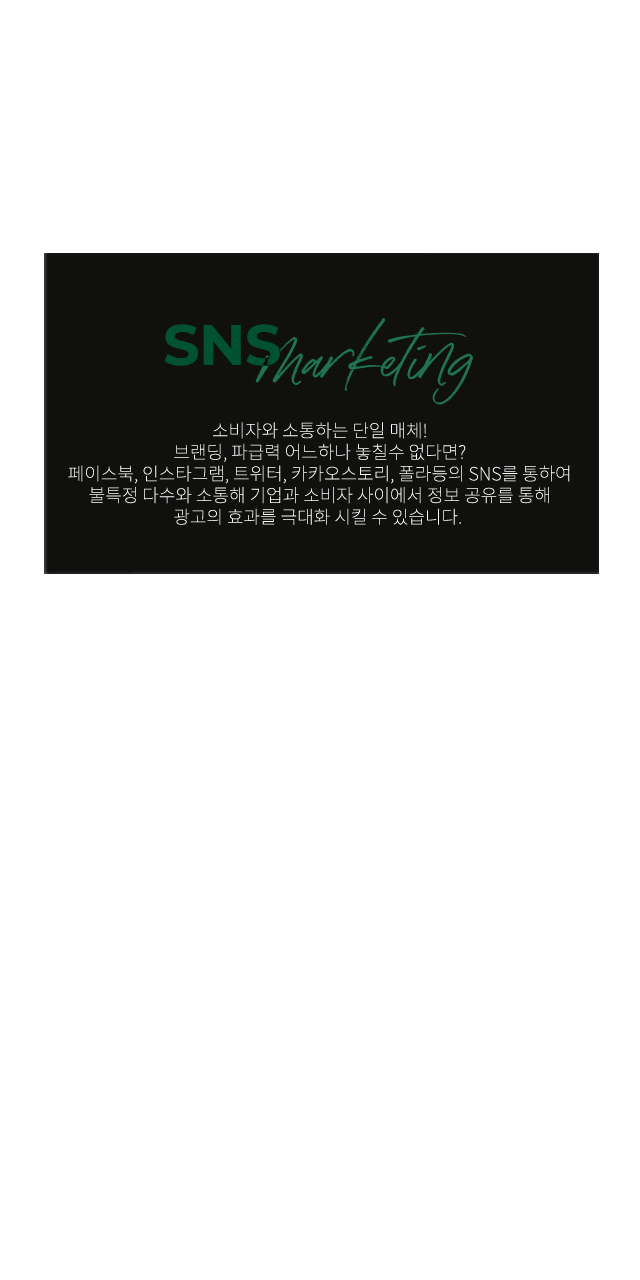 SNS marketing
소비자와 소통하는 단일 매체!
브랜딩, 파급력 어느하나 놓칠수 없다면?
페이스북, 인스타그램, 트위터, 카카오스토리, 폴라등의 SNS를 통하여
불특정 다수와 소통해 기업과 소비자 사이에서 정보 공유를 통해
광고의 효과를 극대화 시킬 수 있습니다.